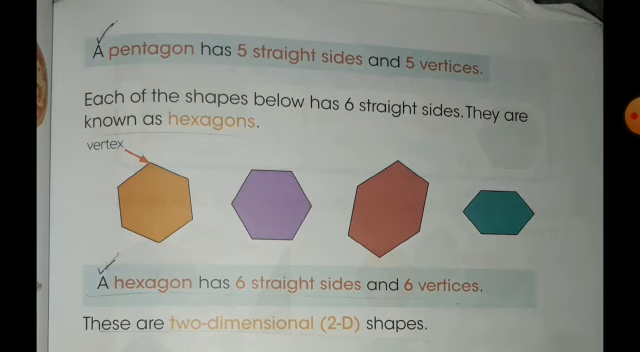 A pentagon has 5 straight sides and 5 vertices.
Each of the shapes below has 6 straight sides. They are
known as hexagons.
vertex
A hexagon has 6 straight sides and 6 vertices.
These are two-dimensional (2-D) shapes.